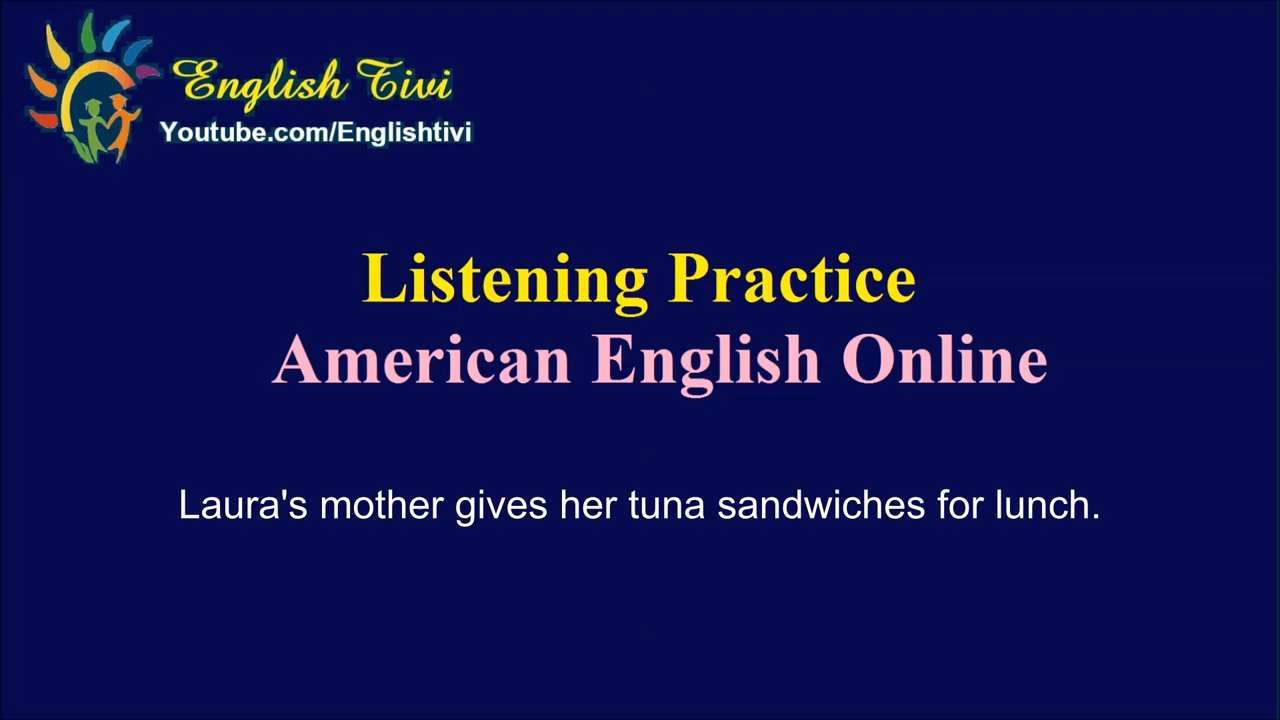 English Tivi
Youtube.com/Englishtivi
Listening Practice
American English Online
Laura's mother gives her tuna sandwiches for lunch.